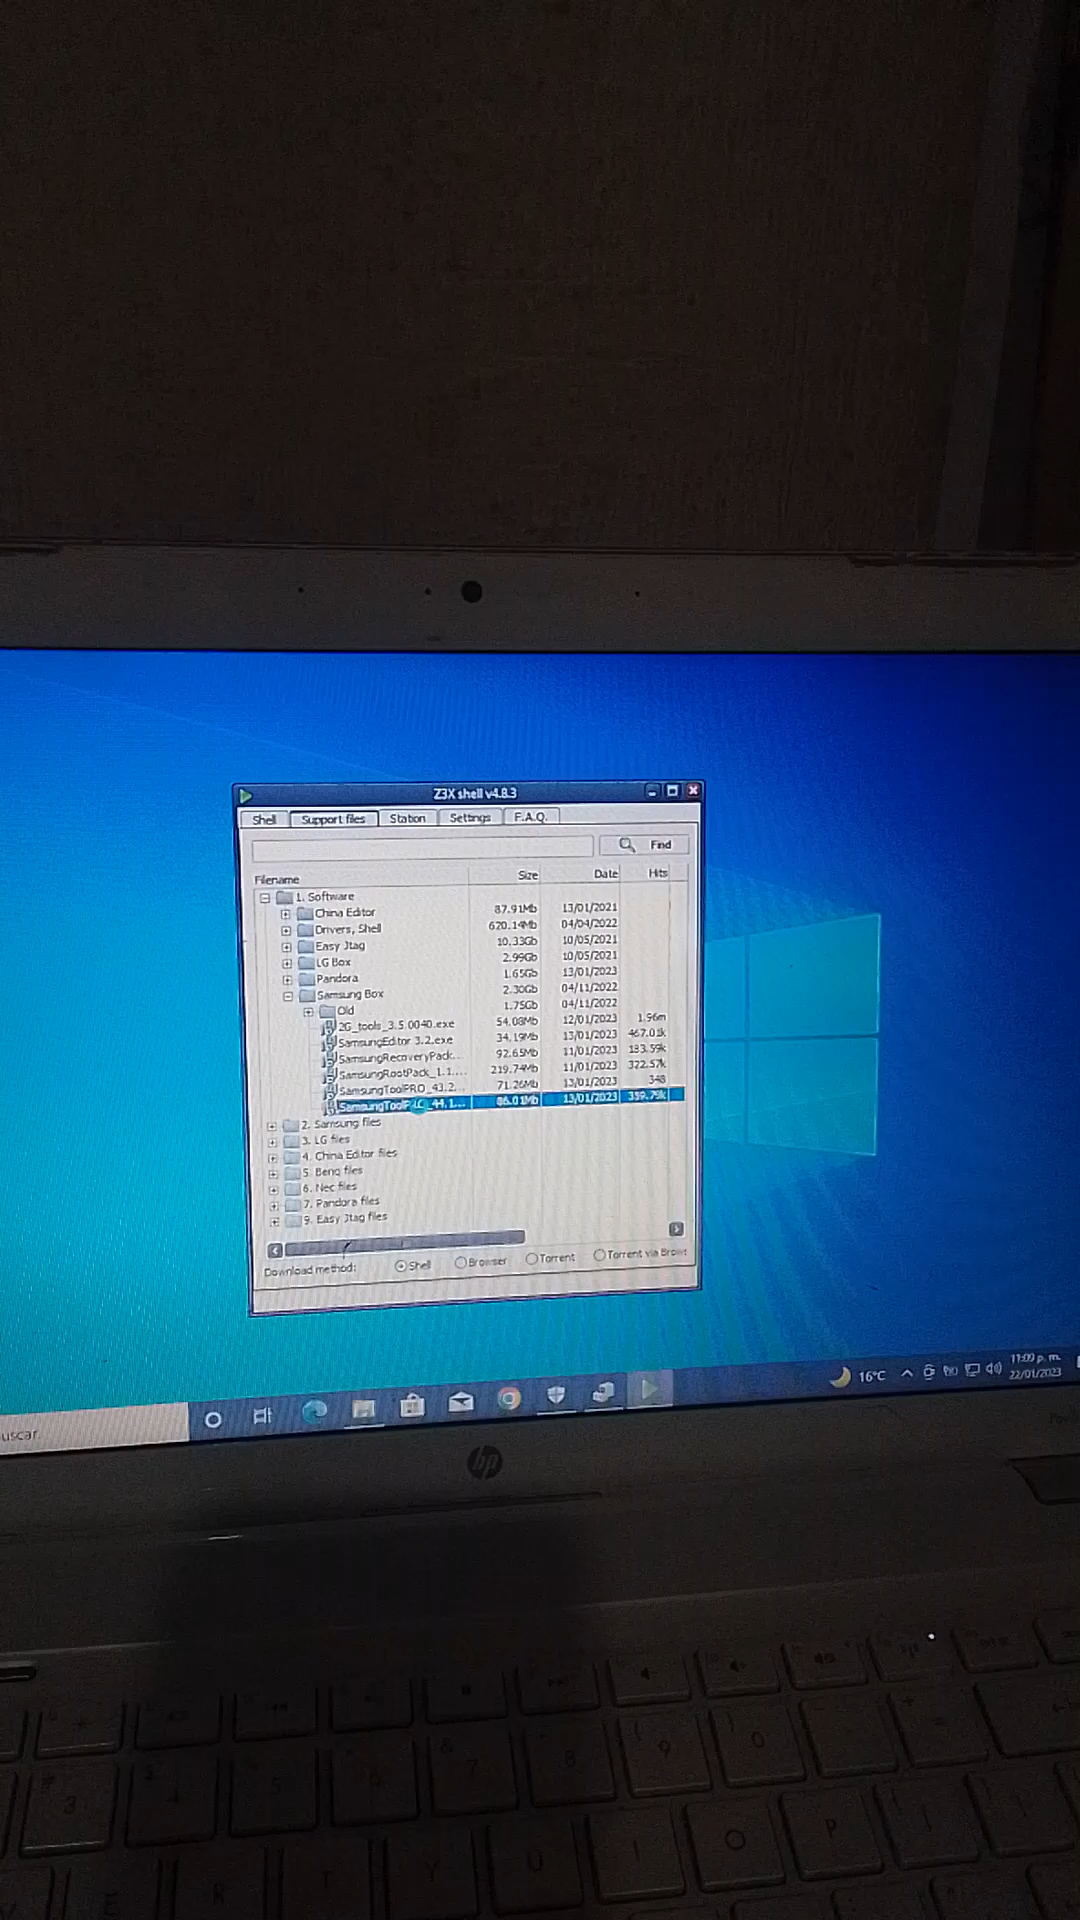 Z3X shell v4.8.3
Shell Support files Station Settings F.A.Q.
Find
Filename Size Date Hits
1. Software
China Editor 87.91Mb 13/01/2021
Drivers, Shell 620.14Mb 04/04/2022
Easy Jtag 10.33Gb 10/05/2021
LG Box 2.99Gb 10/05/2021
Pandora 1.65Gb 13/01/2023
Samsung Box 2.30Gb 04/11/2022
Old 1.75Gb 04/11/2022
2G_tools_3.5.0040.exe 54.08Mb 12/01/2023 1.96m
SamsungEditor 3.2.exe 34.19Mb 13/01/2023 467.01k
SamsungRecoveryPack... 92.65Mb 11/01/2023 183.59k
SamsungRootPack_1.1.... 219.74Mb 11/01/2023 322.57k
SamsungToolPRO_43.2... 71.26Mb 13/01/2023 348
SamsungToolP _44.1... 86.01Mb 13/01/2023 359.79k
2. Samsung files
3. LG files
4. China Editor files
5. Benq files
6. Nec files
7. Pandora files
9. Easy Jtag files
Download method: Shell Browser Torrent Torrent via Brows
uscar.
16°C
11:09 p. m.
22/01/2023
hp